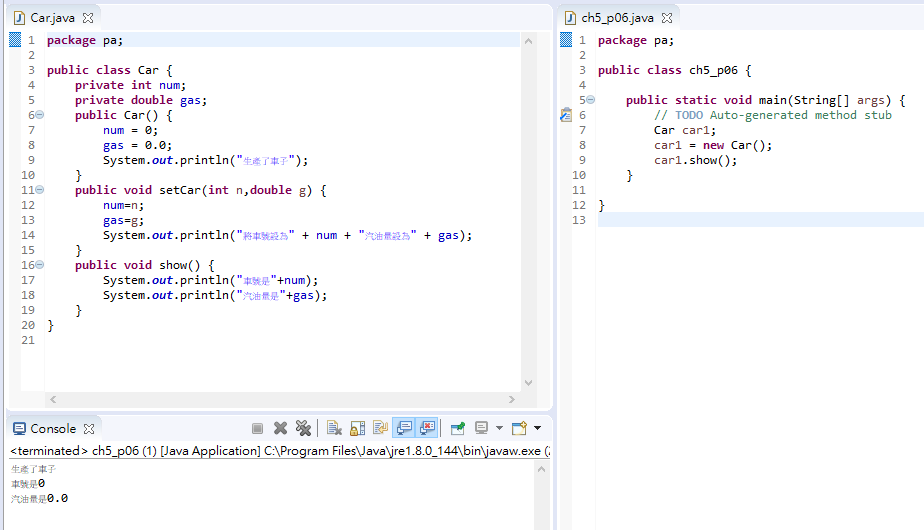 Car.java
1 package pa;
2
3 public class Car {
4 private int num;
5 private double gas;
6 public Car() {
7 num = 0;
8 gas = 0.0;
9 System.out.println("生產了車子");
10 }
11 public void setCar(int n,double g) {
12 num=n;
13 gas=g;
14 System.out.println("將車號設為" + num + "汽油量設為" + gas);
15 }
16 public void show() {
17 System.out.println("車號是"+num);
18 System.out.println("汽油量是"+gas);
19 }
20 }
21
ch5_p06.java
1 package pa;
2
3 public class ch5_p06 {
4
5 public static void main(String[] args) {
6 // TODO Auto-generated method stub
7 Car car1;
8 car1 = new Car();
9 car1.show();
10 }
11
12 }
13
Console
<terminated> ch5_p06 (1) [Java Application] C:\Program Files\Java\jre1.8.0_144\bin\javaw.exe (
生產了車子
車號是0
汽油量是0.0